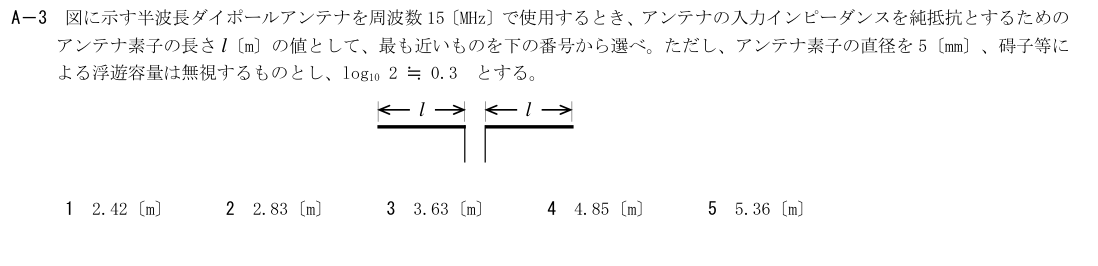 A－3 図に示す半波長ダイポールアンテナを周波数 15〔MHz〕で使用するとき、アンテナの入力インピーダンスを純抵抗とするための
アンテナ素子の長さ l〔m〕の値として、最も近いものを下の番号から選べ。ただし、アンテナ素子の直径を 5〔mm〕、碍子等に
よる浮遊容量は無視するものとし、log₁₀ 2 ≒ 0.3 とする。
l l
1 2.42〔m〕 2 2.83〔m〕 3 3.63〔m〕 4 4.85〔m〕 5 5.36〔m〕